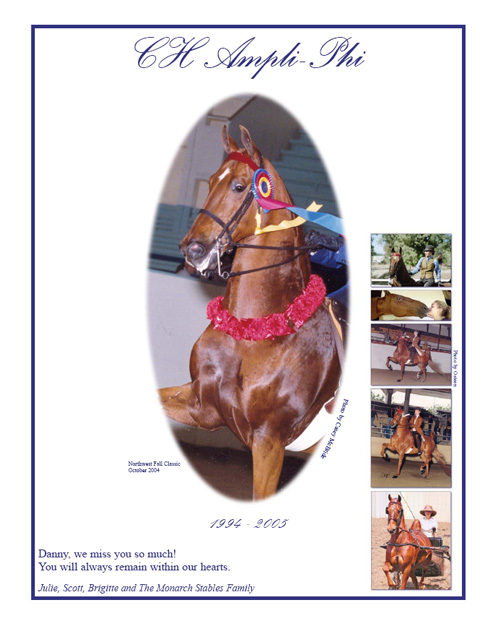 CH Ampli-Phi
Photo by Casey McBride
Photo by Osteen
Northwest Fall Classic
October 2004
1994 - 2005
Danny, we miss you so much!
You will always remain within our hearts.
Julie, Scott, Brigitte and The Monarch Stables Family